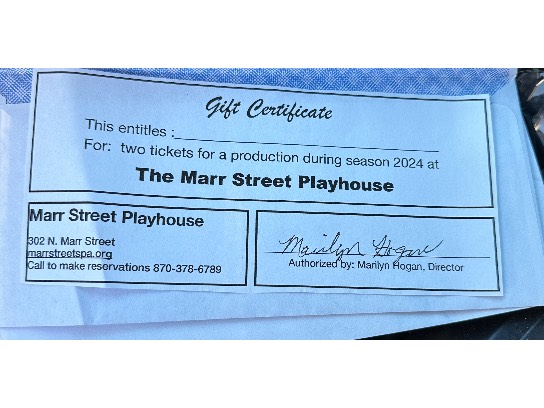 Gift Certificate
This entitles :
For: two tickets for a production during season 2024 at
The Marr Street Playhouse
Marr Street Playhouse
302 N. Marr Street
marrstreetspa.org
Call to make reservations 870-378-6789
Marilyn Hogan
Authorized by: Marilyn Hogan, Director